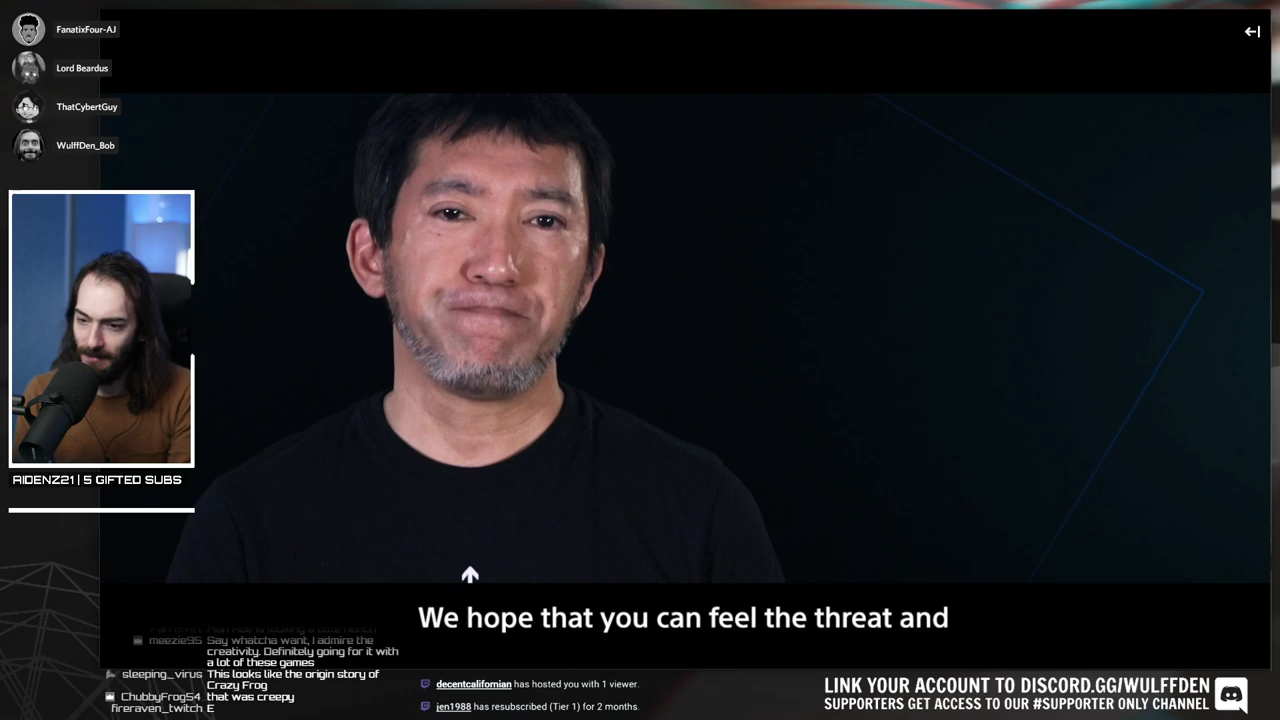 FanatixFour-AJ
Lord Beardus
ThatCybertGuy
WulffDen_Bob
AIDENZ21 | 5 GIFTED SUBS
We hope that you can feel the threat and
meezie95 Say whatcha want, I admire the
creativity. Definitely going for it with
a lot of these games
sleeping_virus This looks like the origin story of
Crazy Frog
ChubbyFrog54 that was creepy
fireraven_twitch E
decentcalifornian has hosted you with 1 viewer.
jen1988 has resubscribed (Tier 1) for 2 months.
LINK YOUR ACCOUNT TO DISCORD.GG/WULFFDEN
SUPPORTERS GET ACCESS TO OUR #SUPPORTER ONLY CHANNEL